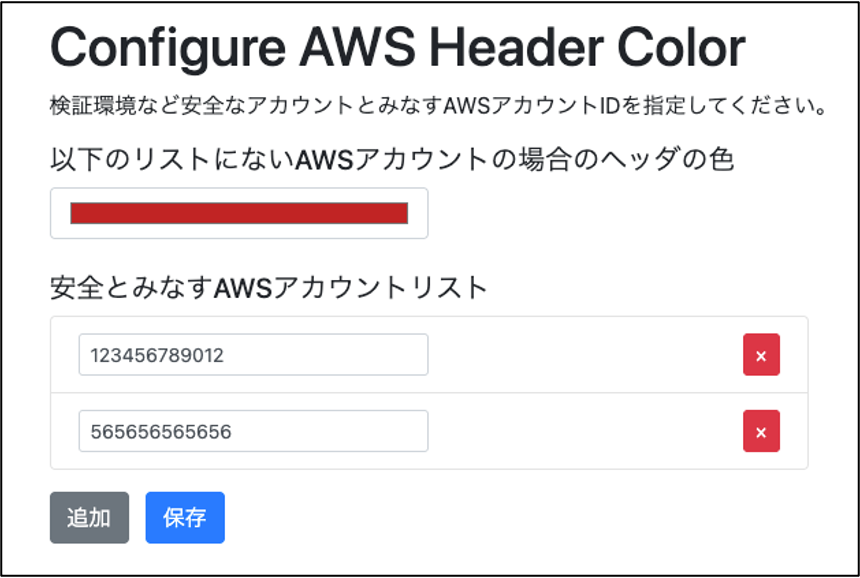 Configure AWS Header Color
検証環境など安全なアカウントとみなすAWSアカウントIDを指定してください。
以下のリストにないAWSアカウントの場合のヘッダの色
安全とみなすAWSアカウントリスト
123456789012 ×
565656565656 ×
追加 保存